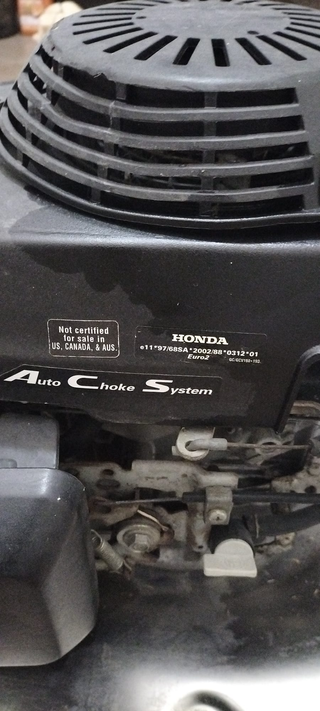 Not certified
for sale in
US, CANADA, & AUS.
HONDA
e11*97/68SA*2002/88*0312*01
Euro2
Auto Choke System